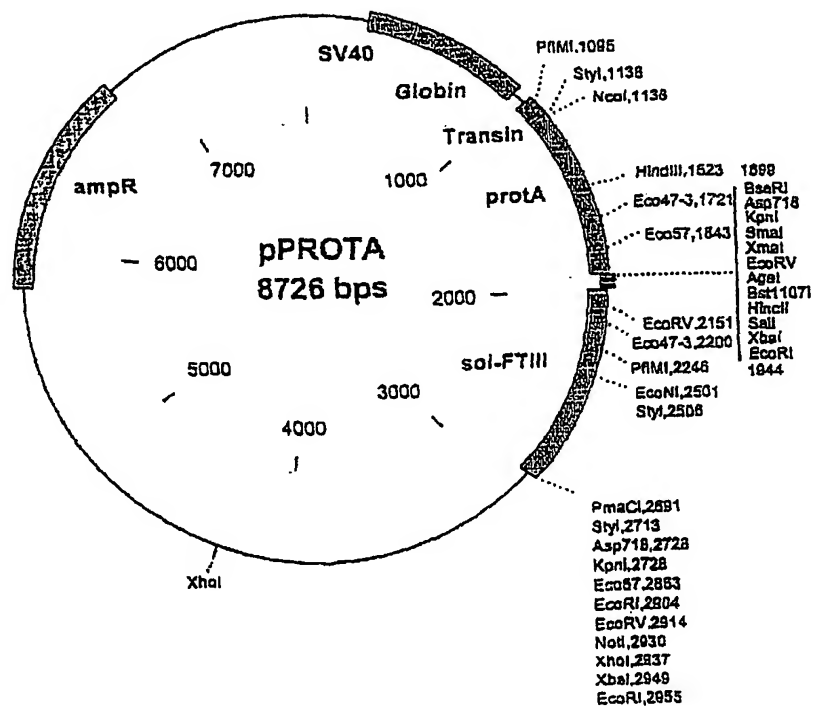 SV40
Globin
Transin
protA
ampR
sol-FTIII
pPROTA
8726 bps
1000
2000
3000
4000
5000
6000
7000
PflMI,1095
StyI,1138
NcoI,1138
HindIII,1523
Eco47-3,1721
Eco57,1843
1899
BseRI
Asp718
KpnI
SmaI
XmaI
EcoRV
AgeI
Bst1107I
HincII
SalI
XbaI
EcoRI
1944
EcoRV,2151
Eco47-3,2200
PflMI,2246
EcoNI,2501
StyI,2506
PmaCI,2691
StyI,2713
Asp718,2728
KpnI,2728
Eco57,2863
EcoRI,2904
EcoRV,2914
NotI,2930
XhoI,2937
XbaI,2949
EcoRI,2955
XhoI